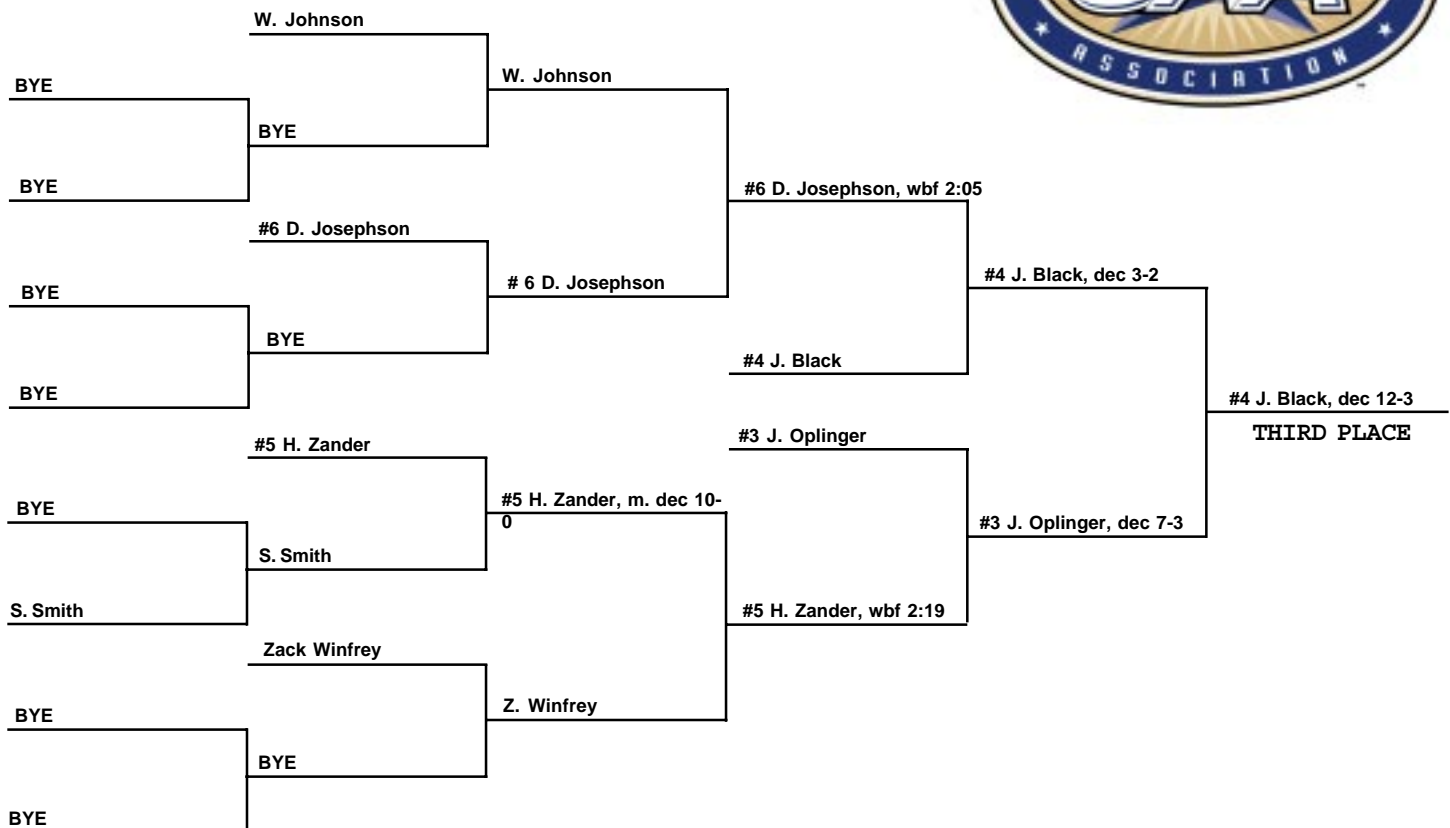 W. Johnson
BYE
W. Johnson
BYE
BYE
#6 D. Josephson, wbf 2:05
#6 D. Josephson
BYE
# 6 D. Josephson
#4 J. Black, dec 3-2
BYE
BYE
#4 J. Black
#4 J. Black, dec 12-3
THIRD PLACE
#3 J. Oplinger
#5 H. Zander
BYE
#5 H. Zander, m. dec 10-
0
#3 J. Oplinger, dec 7-3
S. Smith
S. Smith
#5 H. Zander, wbf 2:19
Zack Winfrey
Z. Winfrey
BYE
BYE
BYE
ASSOCIATION